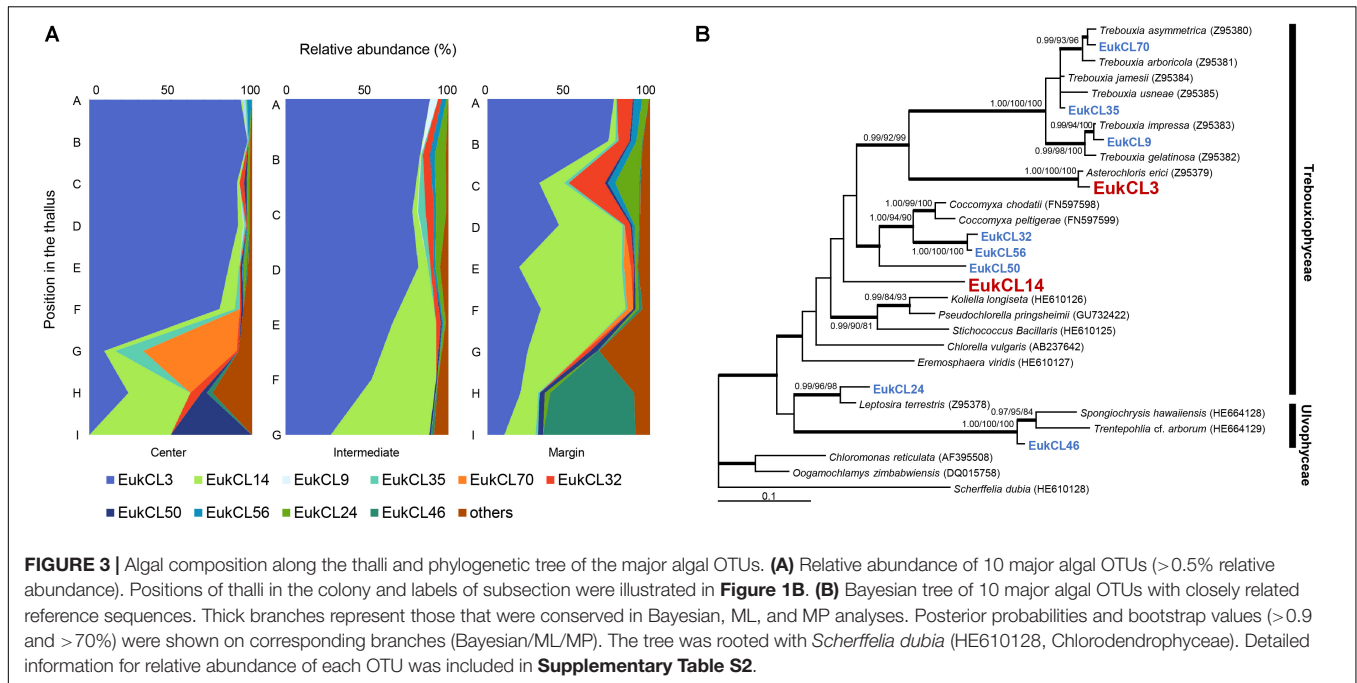 A
Relative abundance (%)
0 50 100 0 50 100 0 50 100
Position in the thallus
A
B
C
D
E
F
G
H
I
A
B
C
D
E
F
G
A
B
C
D
E
F
G
H
I
Center
Intermediate
Margin
EukCL3 EukCL14 EukCL9 EukCL35 EukCL70 EukCL32
EukCL50 EukCL56 EukCL24 EukCL46 others
B
Trebouxia asymmetrica (Z95380)
0.99/93/96
EukCL70
Trebouxia arboricola (Z95381)
Trebouxia jamesii (Z95384)
Trebouxia usneae (Z95385)
1.00/100/100
EukCL35
Trebouxia impressa (Z95383)
0.99/94/100
EukCL9
0.99/92/99
0.99/98/100
Trebouxia gelatinosa (Z95382)
1.00/100/100
Asterochloris erici (Z95379)
EukCL3
1.00/99/100
Coccomyxa chodatii (FN597598)
1.00/94/90
Coccomyxa peltigerae (FN597599)
EukCL32
1.00/100/100
EukCL56
EukCL50
EukCL14
0.99/84/93
Koliella longiseta (HE610126)
Pseudochlorella pringsheimii (GU732422)
0.99/90/81
Stichococcus Bacillaris (HE610125)
Chlorella vulgaris (AB237642)
Eremosphaera viridis (HE610127)
0.99/96/98
EukCL24
Leptosira terrestris (Z95378)
0.97/95/84
Spongiochrysis hawaiiensis (HE664128)
1.00/100/100
Trentepohlia cf. arborum (HE664129)
EukCL46
Chloromonas reticulata (AF395508)
Oogamochlamys zimbabwiensis (DQ015758)
Scherffelia dubia (HE610128)
0.1
Trebouxiophyceae
Ulvophyceae
FIGURE 3 | Algal composition along the thalli and phylogenetic tree of the major algal OTUs. (A) Relative abundance of 10 major algal OTUs (>0.5% relative
abundance). Positions of thalli in the colony and labels of subsection were illustrated in Figure 1B. (B) Bayesian tree of 10 major algal OTUs with closely related
reference sequences. Thick branches represent those that were conserved in Bayesian, ML, and MP analyses. Posterior probabilities and bootstrap values (>0.9
and >70%) were shown on corresponding branches (Bayesian/ML/MP). The tree was rooted with Scherffelia dubia (HE610128, Chlorodendrophyceae). Detailed
information for relative abundance of each OTU was included in Supplementary Table S2.